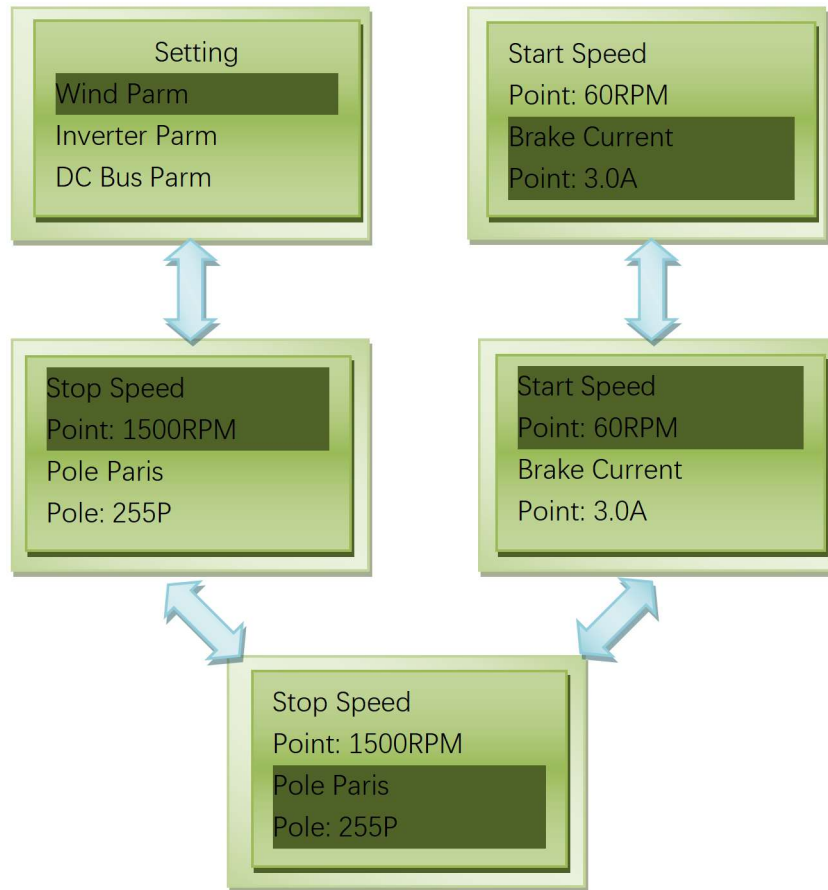 Setting
Wind Parm
Inverter Parm
DC Bus Parm
Start Speed
Point: 60RPM
Brake Current
Point: 3.0A
Stop Speed
Point: 1500RPM
Pole Paris
Pole: 255P
Start Speed
Point: 60RPM
Brake Current
Point: 3.0A
Stop Speed
Point: 1500RPM
Pole Paris
Pole: 255P